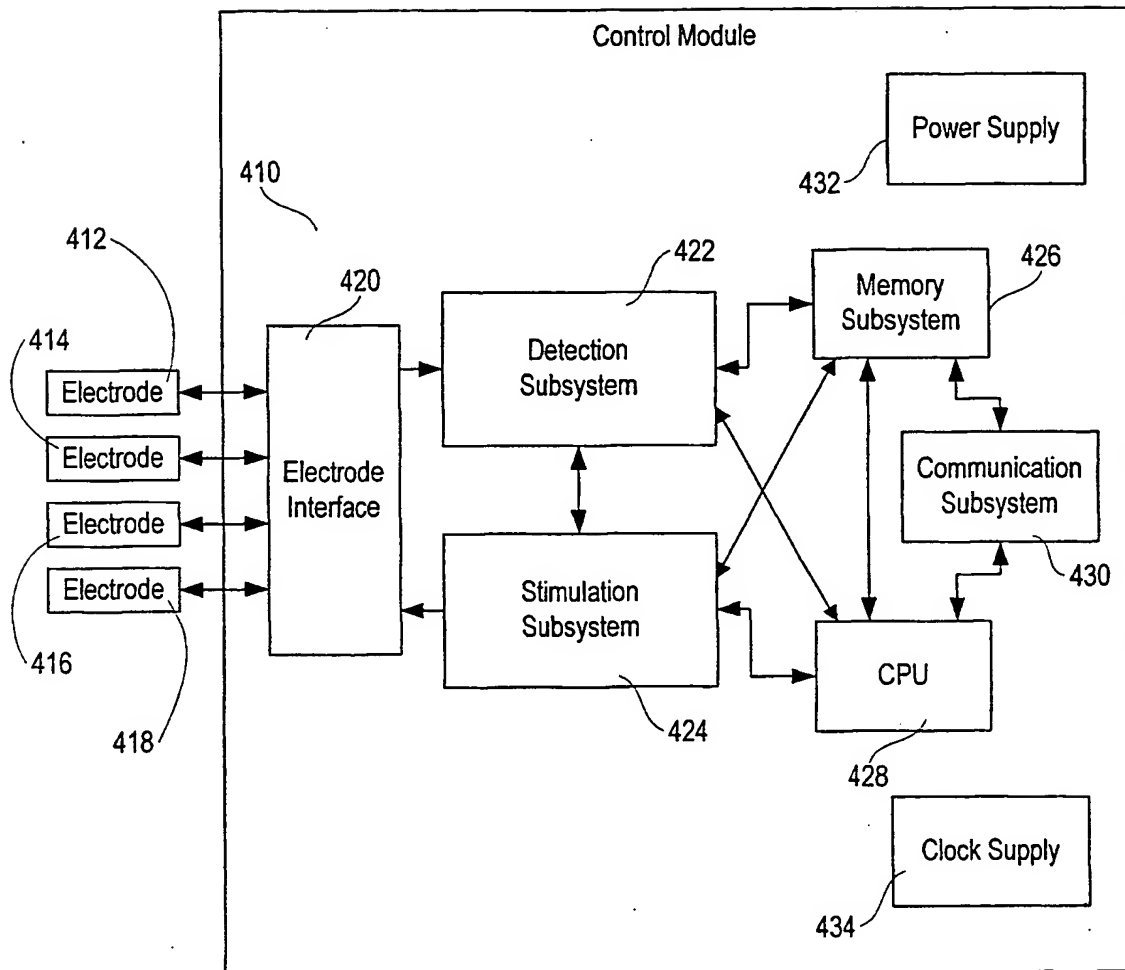 Control Module
Power Supply
432
410
412
422
426
420
Memory
Subsystem
414
Detection
Subsystem
Electrode
Electrode
Electrode
Interface
Communication
Subsystem
Electrode
430
Stimulation
Subsystem
Electrode
416
CPU
424
418
428
Clock Supply
434